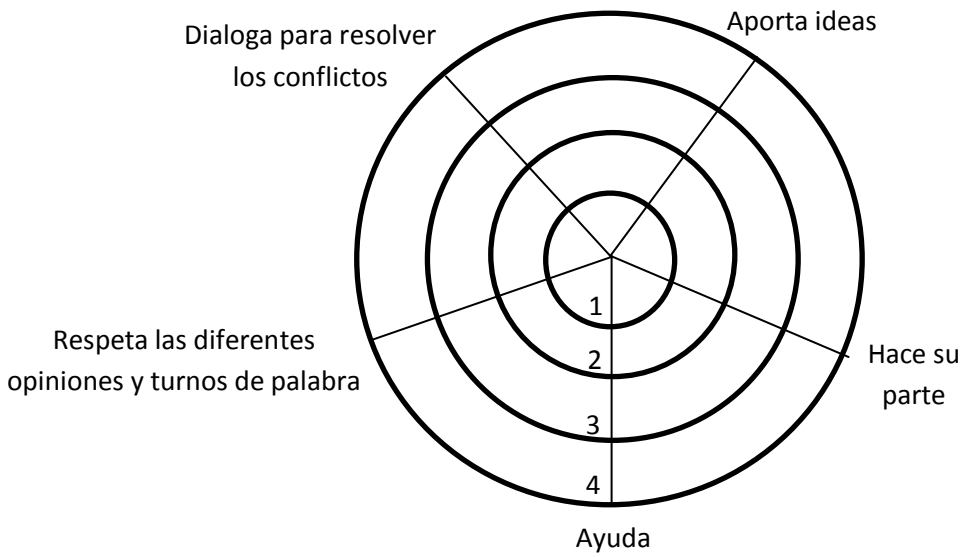 Dialoga para resolver
los conflictos
Aporta ideas
Respeta las diferentes
opiniones y turnos de palabra
Hace su
parte
1
2
3
4
Ayuda